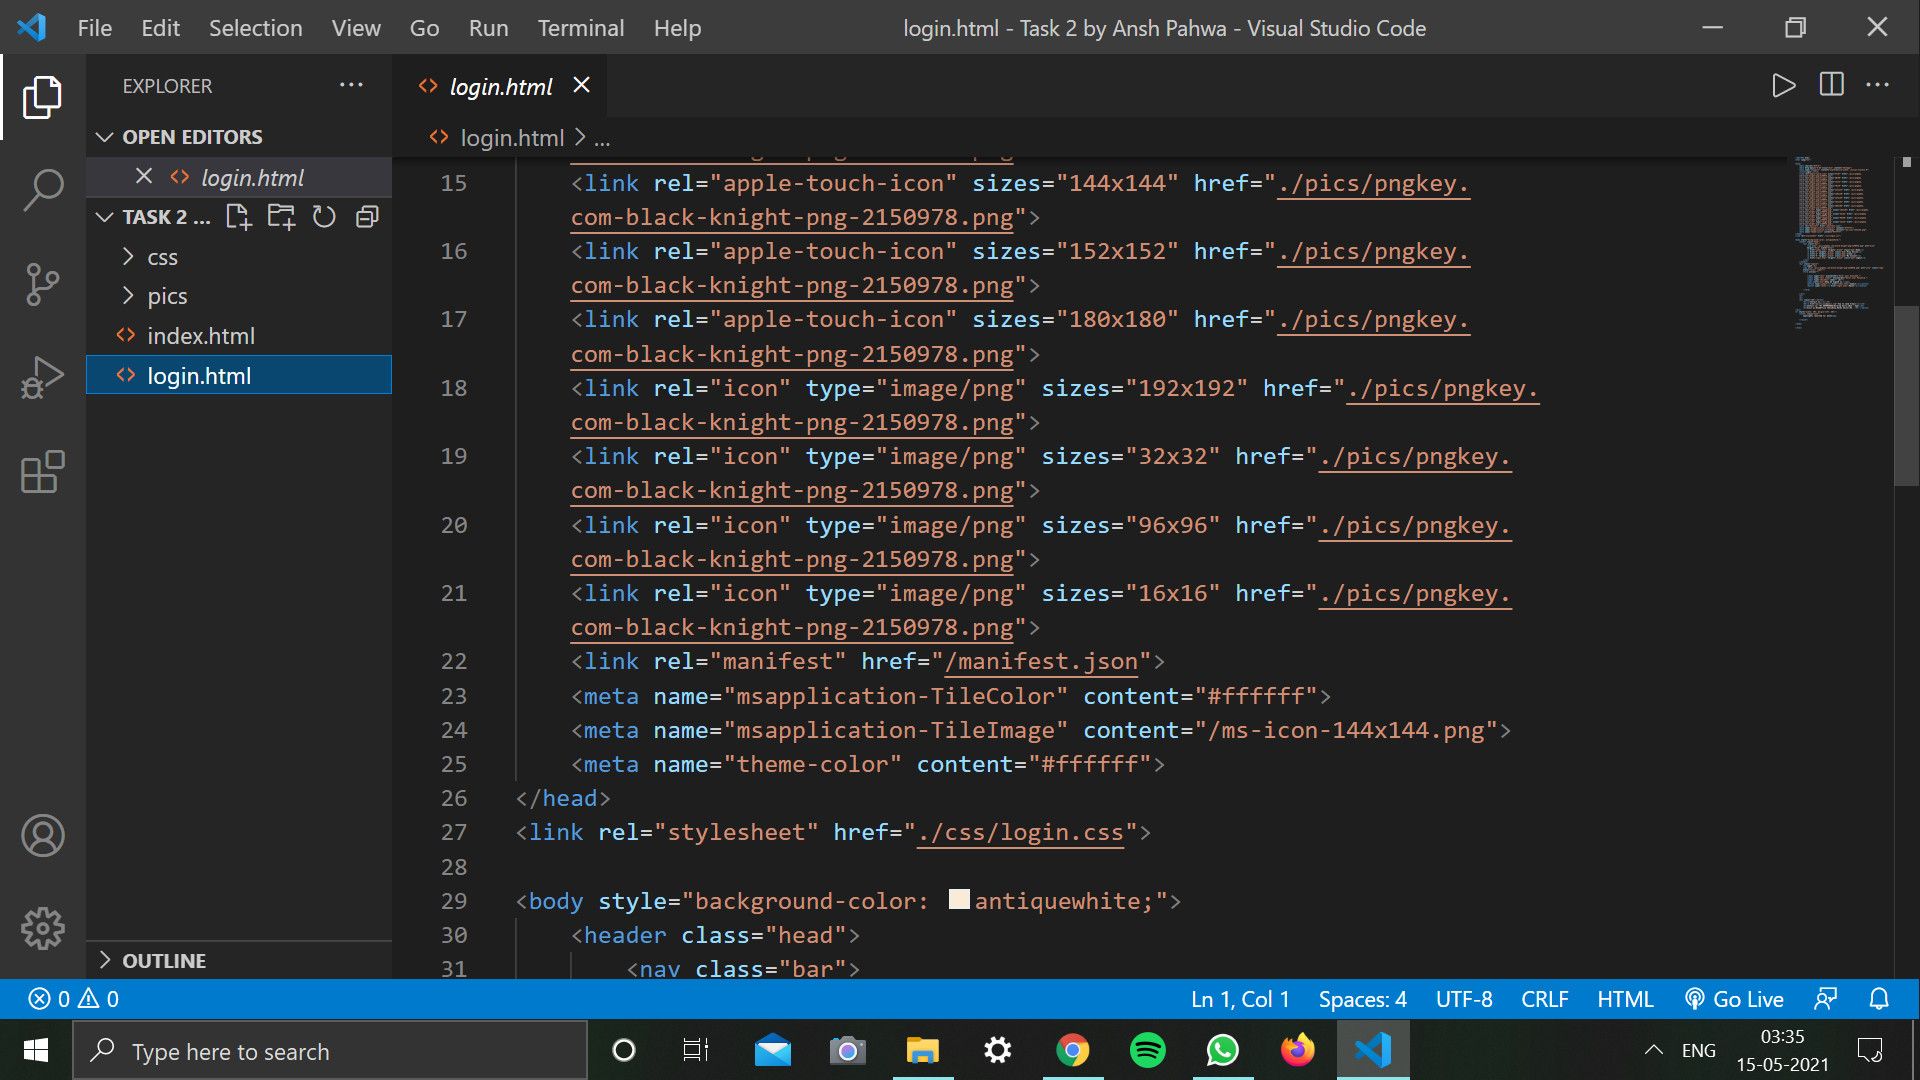 File Edit Selection View Go Run Terminal Help login.html - Task 2 by Ansh Pahwa - Visual Studio Code
EXPLORER
OPEN EDITORS
login.html
TASK 2 ...
css
pics
index.html
login.html
OUTLINE
login.html
login.html > ...
15 <link rel="apple-touch-icon" sizes="144x144" href="./pics/pngkey.
com-black-knight-png-2150978.png">
16 <link rel="apple-touch-icon" sizes="152x152" href="./pics/pngkey.
com-black-knight-png-2150978.png">
17 <link rel="apple-touch-icon" sizes="180x180" href="./pics/pngkey.
com-black-knight-png-2150978.png">
18 <link rel="icon" type="image/png" sizes="192x192" href="./pics/pngkey.
com-black-knight-png-2150978.png">
19 <link rel="icon" type="image/png" sizes="32x32" href="./pics/pngkey.
com-black-knight-png-2150978.png">
20 <link rel="icon" type="image/png" sizes="96x96" href="./pics/pngkey.
com-black-knight-png-2150978.png">
21 <link rel="icon" type="image/png" sizes="16x16" href="./pics/pngkey.
com-black-knight-png-2150978.png">
22 <link rel="manifest" href="/manifest.json">
23 <meta name="msapplication-TileColor" content="#ffffff">
24 <meta name="msapplication-TileImage" content="/ms-icon-144x144.png">
25 <meta name="theme-color" content="#ffffff">
26 </head>
27 <link rel="stylesheet" href="./css/login.css">
28
29 <body style="background-color: antiquewhite;">
30 <header class="head">
31 <nav class="bar">
0 0 Ln 1, Col 1 Spaces: 4 UTF-8 CRLF HTML Go Live
Type here to search
ENG
03:35
15-05-2021